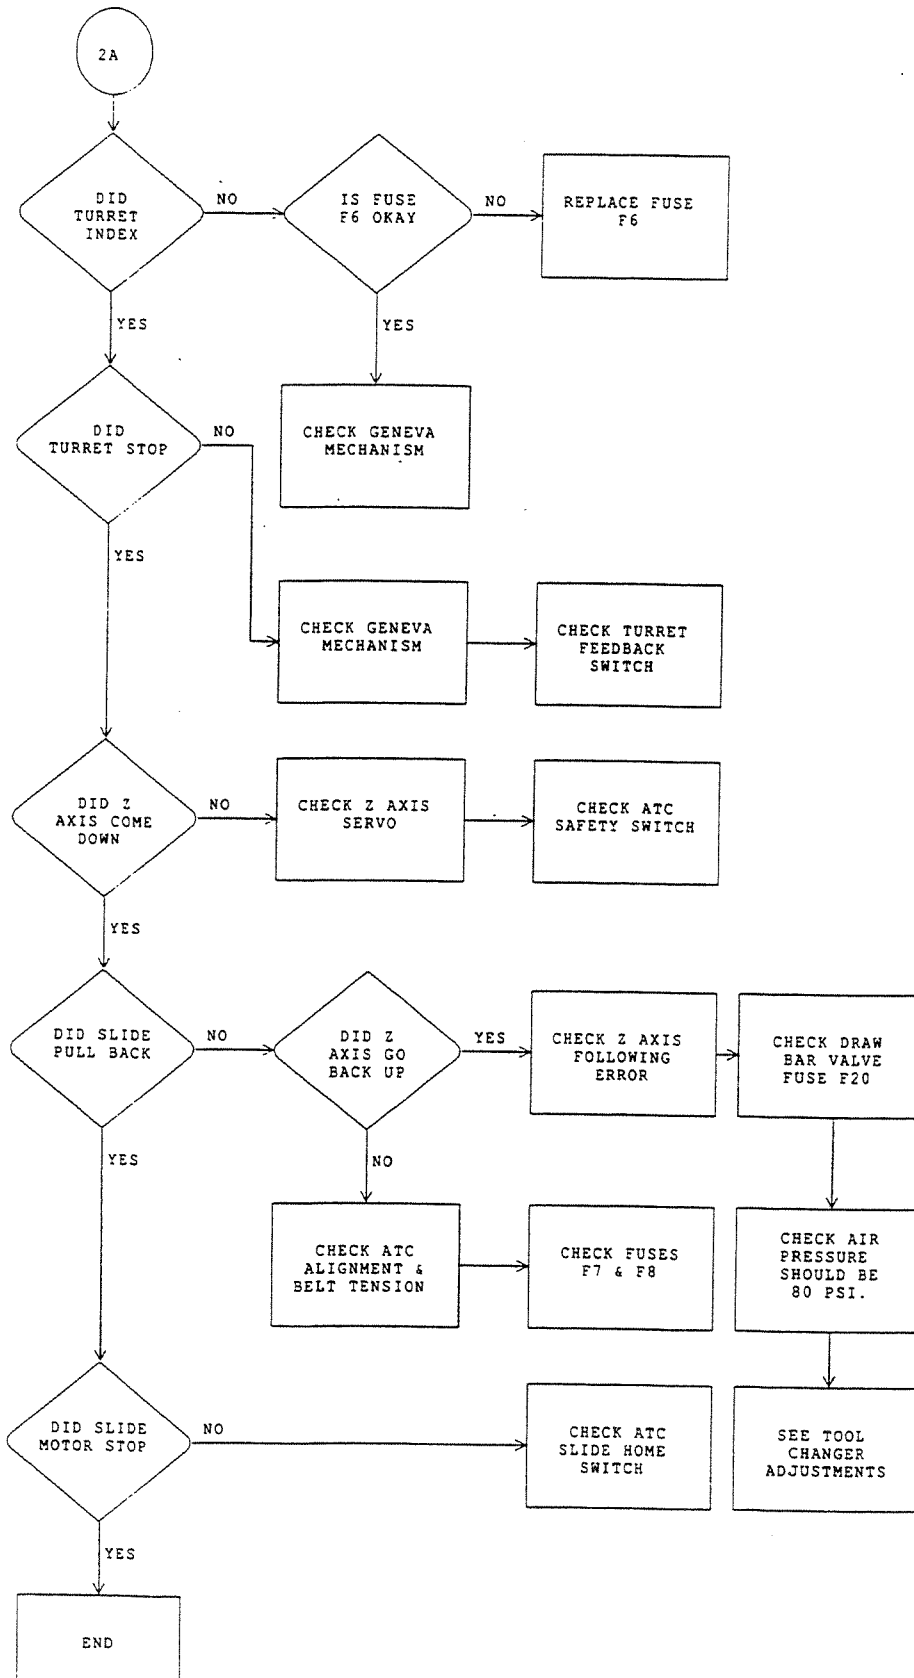 2A
DID
TURRET
INDEX
NO
IS FUSE
F6 OKAY
NO
REPLACE FUSE
F6
YES
YES
DID
TURRET STOP
NO
CHECK GENEVA
MECHANISM
YES
CHECK GENEVA
MECHANISM
CHECK TURRET
FEEDBACK
SWITCH
DID Z
AXIS COME
DOWN
NO
CHECK Z AXIS
SERVO
CHECK ATC
SAFETY SWITCH
YES
DID SLIDE
PULL BACK
NO
DID Z
AXIS GO
BACK UP
YES
CHECK Z AXIS
FOLLOWING
ERROR
CHECK DRAW
BAR VALVE
FUSE F20
YES
NO
CHECK ATC
ALIGNMENT &
BELT TENSION
CHECK FUSES
F7 & F8
CHECK AIR
PRESSURE
SHOULD BE
80 PSI.
DID SLIDE
MOTOR STOP
NO
CHECK ATC
SLIDE HOME
SWITCH
SEE TOOL
CHANGER
ADJUSTMENTS
YES
END